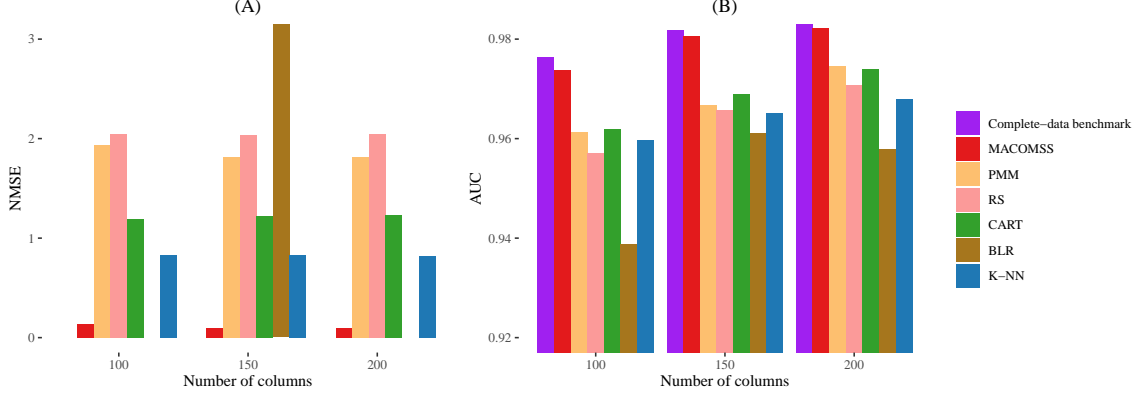 (A)
3
2
1
0
NMSE
100
150
200
Number of columns
(B)
0.98
0.96
0.94
0.92
AUC
100
150
200
Number of columns
Complete−data benchmark
MACOMSS
PMM
RS
CART
BLR
K−NN